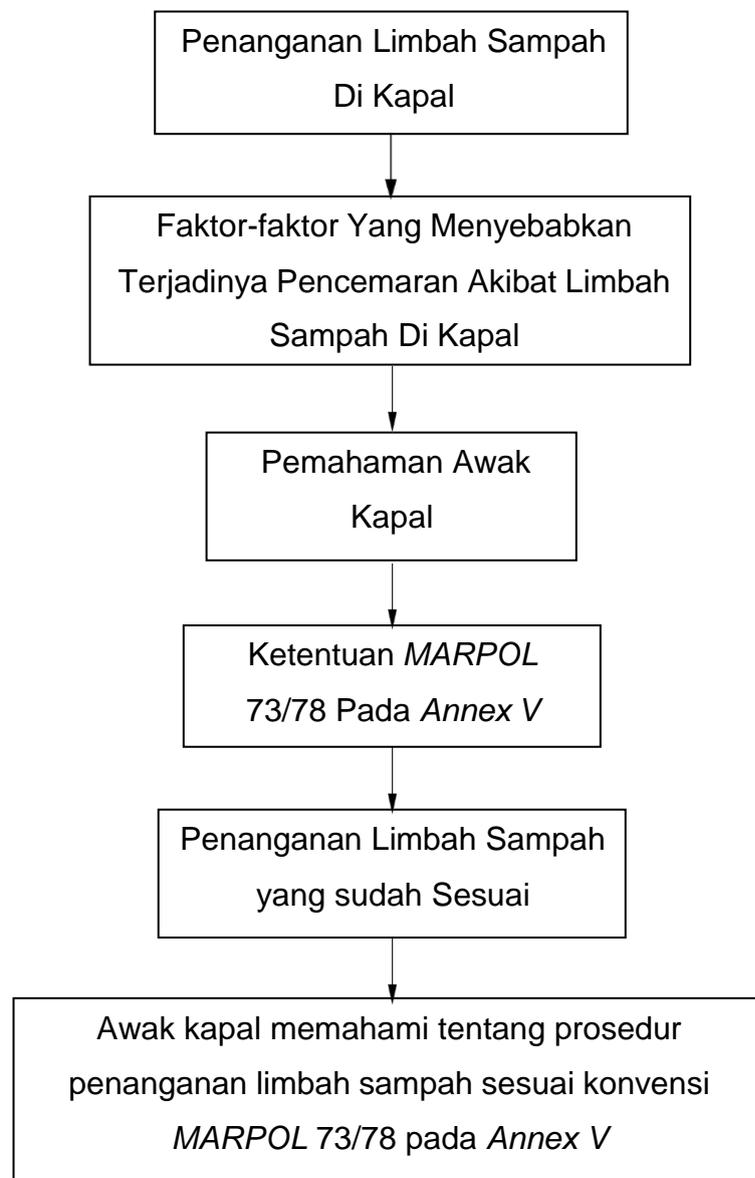 Penanganan Limbah Sampah
Di Kapal
Faktor-faktor Yang Menyebabkan
Terjadinya Pencemaran Akibat Limbah
Sampah Di Kapal
Pemahaman Awak
Kapal
Ketentuan MARPOL
73/78 Pada Annex V
Penanganan Limbah Sampah
yang sudah Sesuai
Awak kapal memahami tentang prosedur
penanganan limbah sampah sesuai konvensi
MARPOL 73/78 pada Annex V